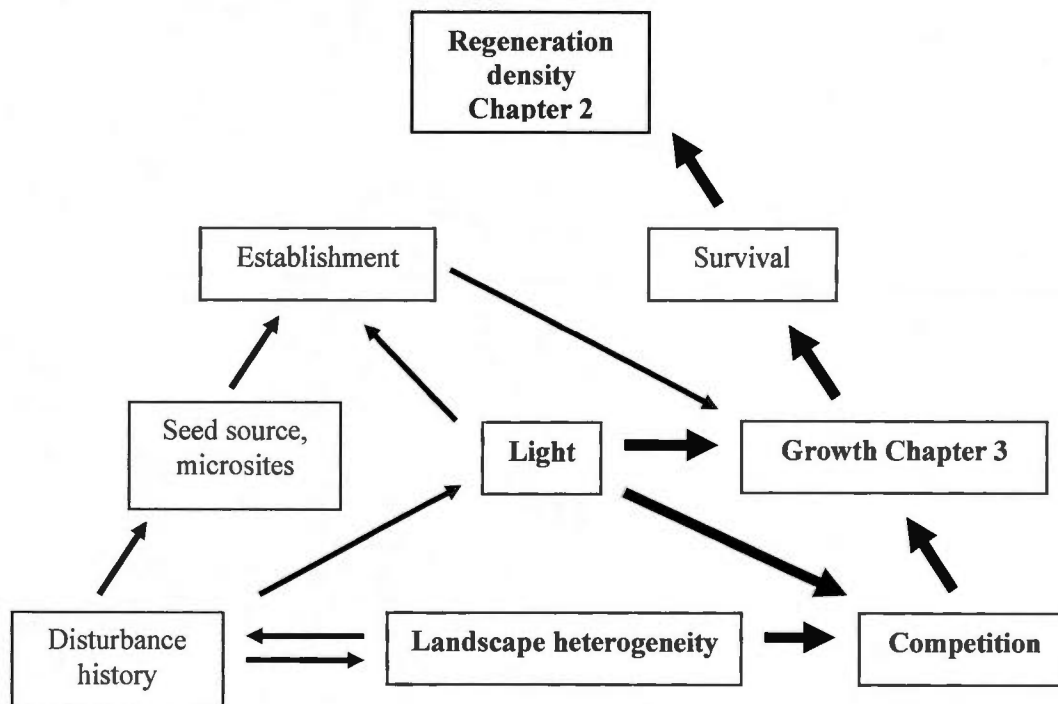 Regeneration
density
Chapter 2
Establishment
Survival
Seed source,
microsites
Light
Growth Chapter 3
Disturbance
history
Landscape heterogeneity
Competition